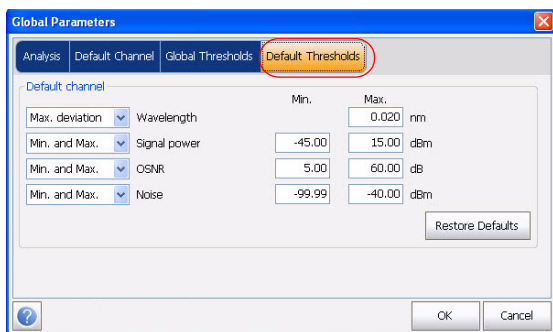 Global Parameters
Analysis Default Channel Global Thresholds Default Thresholds
Default channel
Min. Max.
Max. deviation Wavelength 0.020 nm
Min. and Max. Signal power -45.00 15.00 dBm
Min. and Max. OSNR 5.00 60.00 dB
Min. and Max. Noise -99.99 -40.00 dBm
Restore Defaults
? OK Cancel